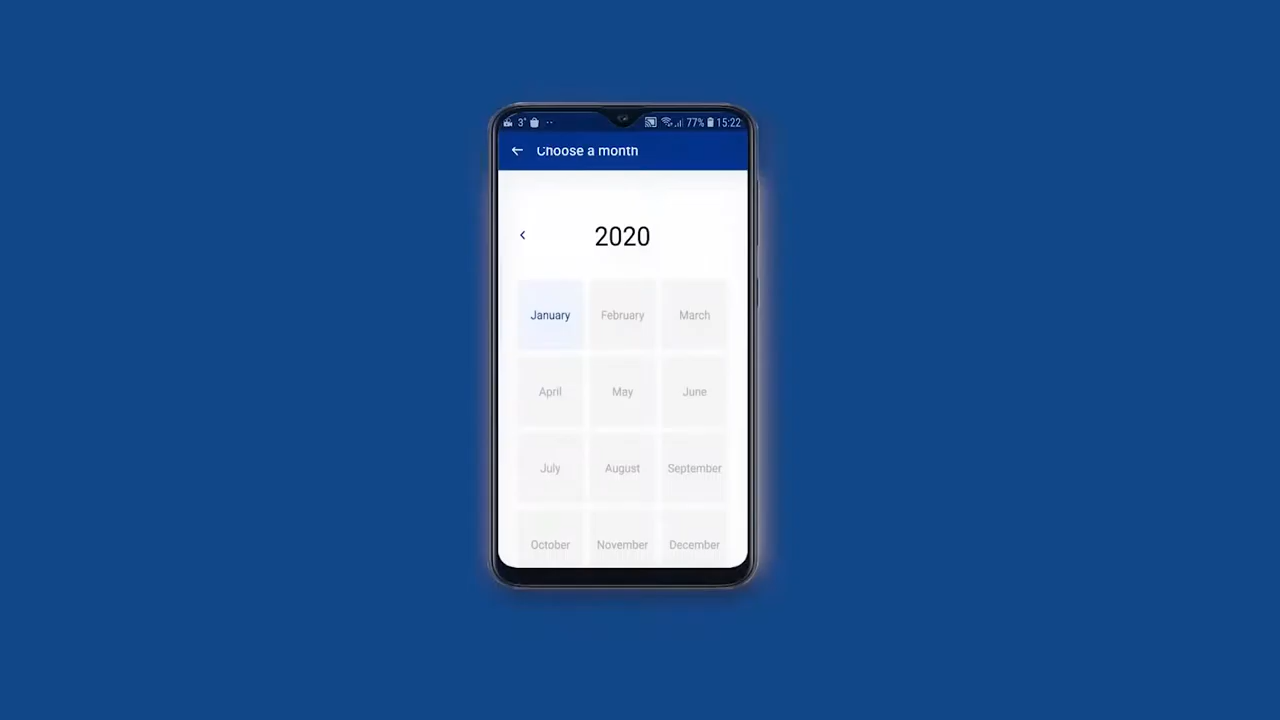 3° 77% 15:22
Choose a month
2020
January February March
April May June
July August September
October November December